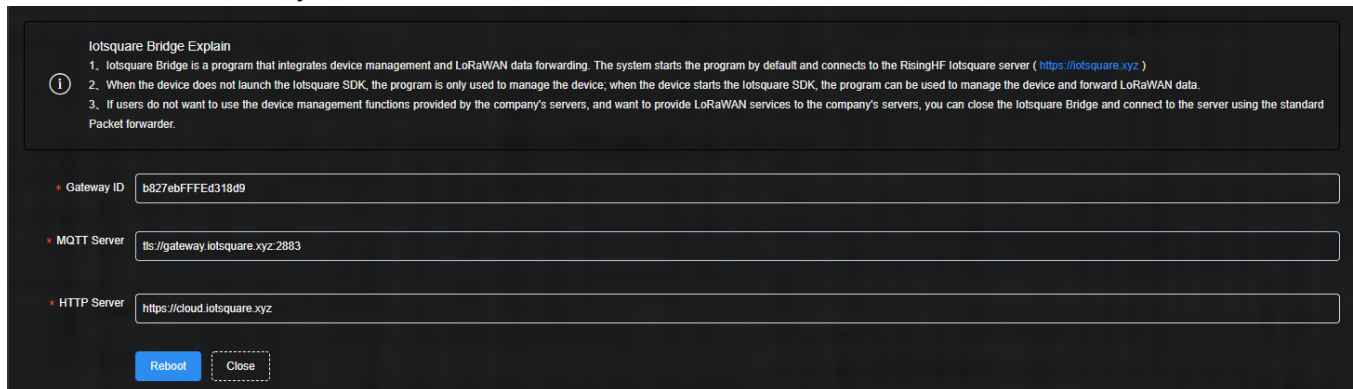 Iotsquare Bridge Explain
1、Iotsquare Bridge is a program that integrates device management and LoRaWAN data forwarding. The system starts the program by default and connects to the RisingHF Iotsquare server ( https://iotsquare.xyz )
2、When the device does not launch the Iotsquare SDK, the program is only used to manage the device; when the device starts the Iotsquare SDK, the program can be used to manage the device and forward LoRaWAN data.
3、If users do not want to use the device management functions provided by the company's servers, and want to provide LoRaWAN services to the company's servers, you can close the Iotsquare Bridge and connect to the server using the standard
Packet forwarder.
* Gateway ID b827ebFFFEd318d9
* MQTT Server tls://gateway.iotsquare.xyz:2883
* HTTP Server https://cloud.iotsquare.xyz
Reboot Close